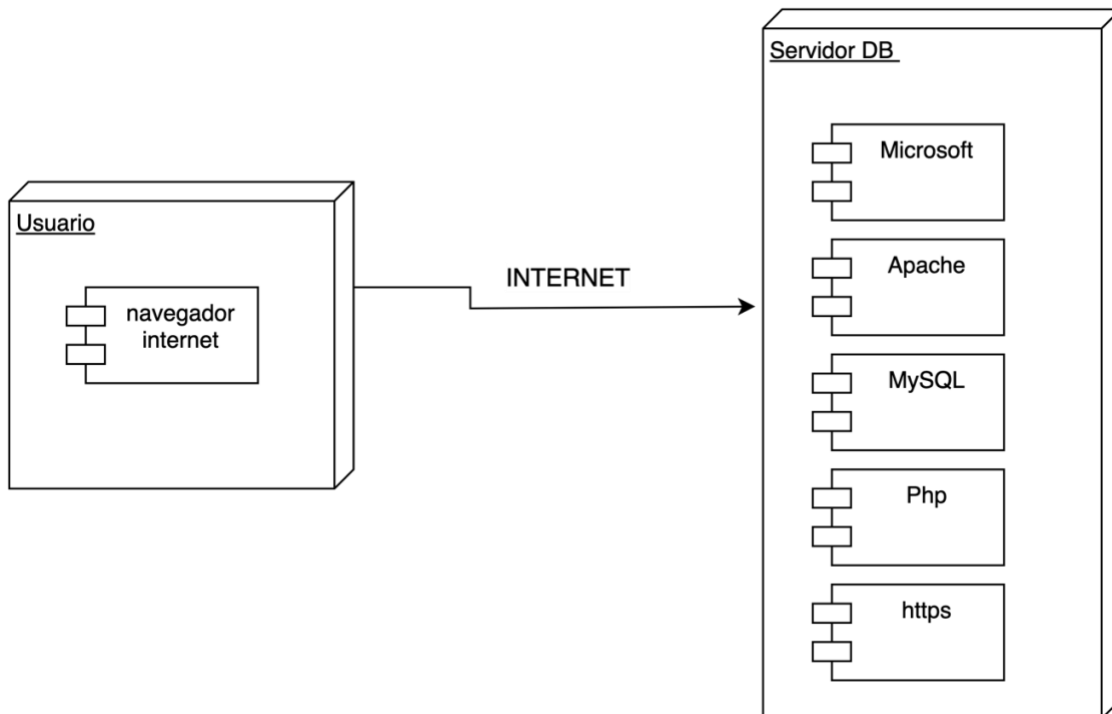 Usuario
navegador
internet
INTERNET
Servidor DB
Microsoft
Apache
MySQL
Php
https